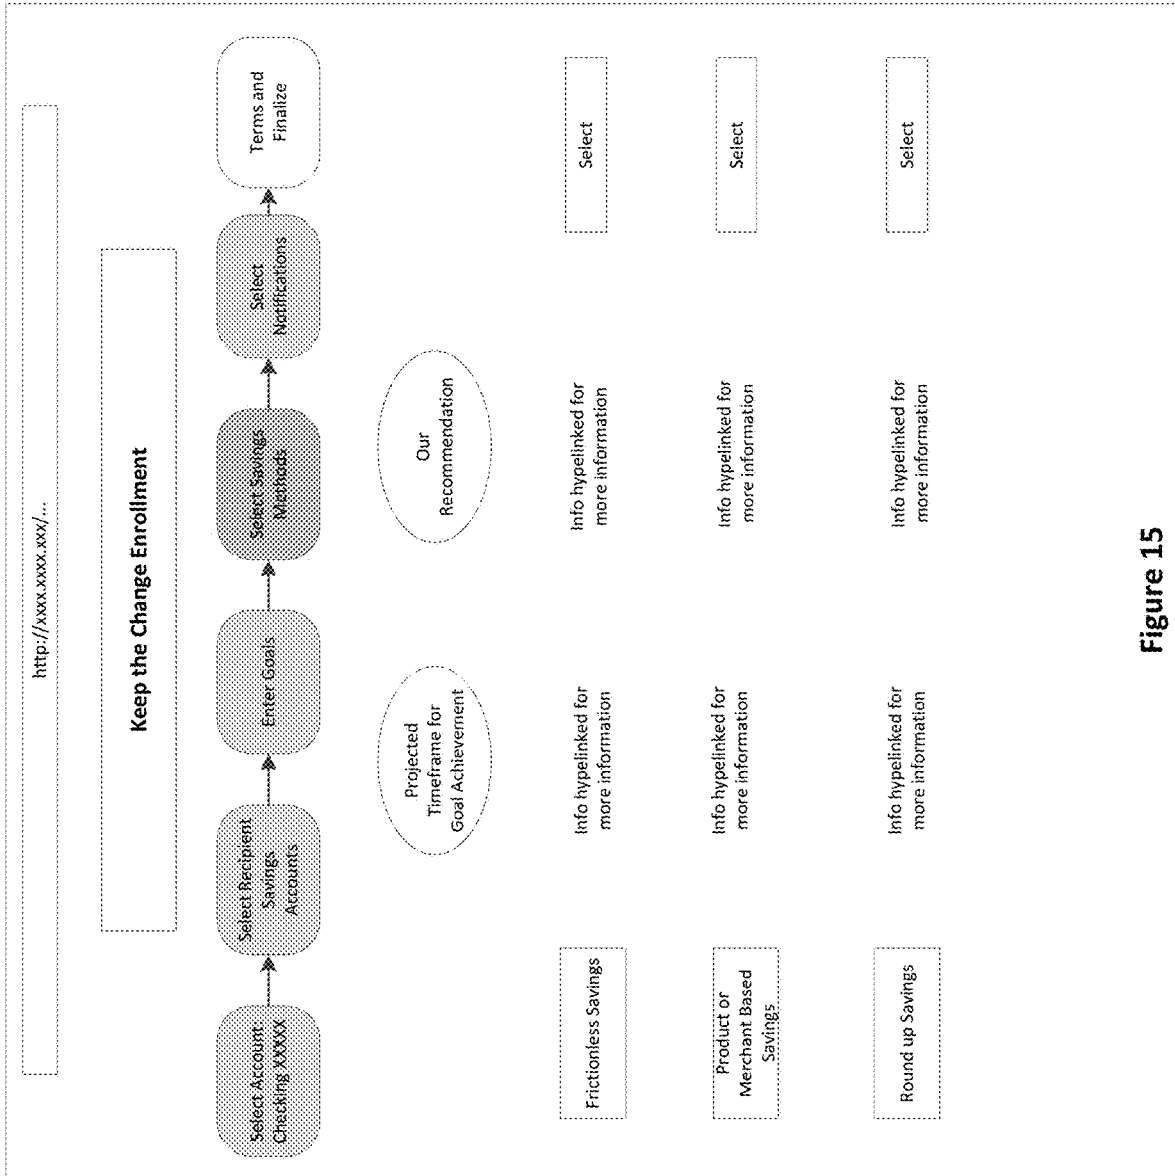 http://xxxx.xxxx.xxx/...
Keep the Change Enrollment
Select Account
Checking XXXXX
Select Recipient
Savings
Accounts
Enter Goals
Select Savings
Methods
Select
Notifications
Terms and
Finalize
Projected
Timeframe for
Goal Achievement
Our
Recommendation
Frictionless Savings
Info hypelinked for
more information
Info hypelinked for
more information
Select
Product or
Merchant Based
Savings
Info hypelinked for
more information
Info hypelinked for
more information
Select
Round up Savings
Info hypelinked for
more information
Info hypelinked for
more information
Select
Figure 15